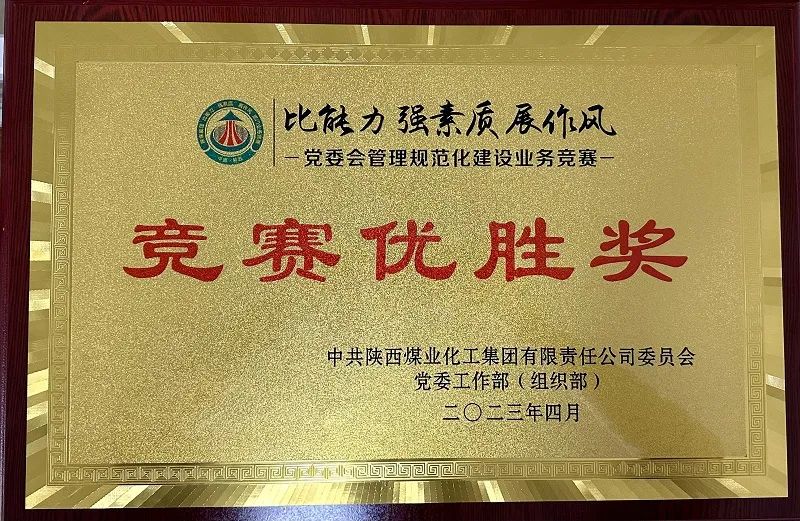 比能力 强素质 展作风
—党委会管理规范化建设业务竞赛—
竞赛优胜奖
中共陕西煤业化工集团有限责任公司委员会
党委工作部（组织部）
二〇二三年四月